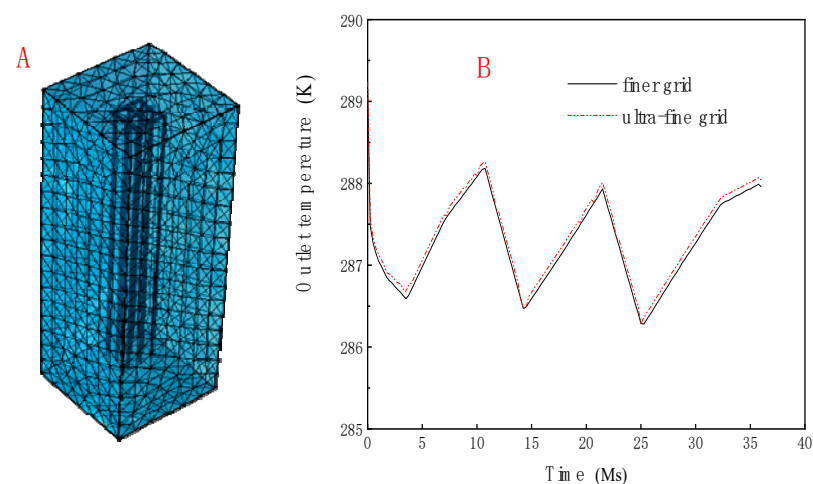 A
B
finer grid
ultra-fine grid
Outlet tempereture (K)
290
289
288
287
286
285
0 5 10 15 20 25 30 35 40
Time (Ms)